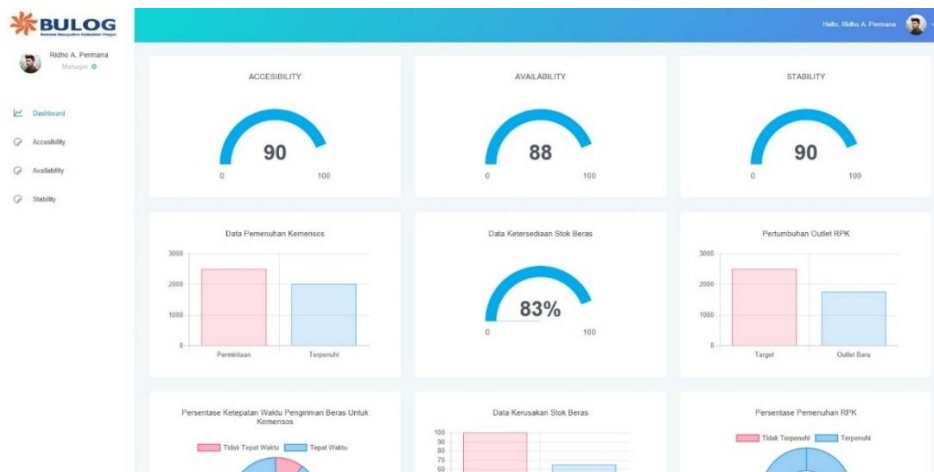 BULOG
Hello, Ridho A. Permana
Ridho A. Permana
Manager
Dashboard
Accesibility
Availability
Stability
ACCESIBILITY
90
0
100
AVAILABILITY
88
0
100
STABILITY
90
0
100
Data Pemenuhan Kemensos
3000
2000
1000
0
Permintaan
Terpenuhi
Data Ketersediaan Stok Beras
83%
0
100
Pertumbuhan Outlet RPK
3000
2000
1000
0
Target
Outlet Baru
Persentase Ketepatan Waktu Pengiriman Beras Untuk
Kemensos
Tidak Tepat Waktu
Tepat Waktu
Data Kerusakan Stok Beras
100
90
80
70
60
Persentase Pemenuhan RPK
Tidak Terpenuhi
Terpenuhi